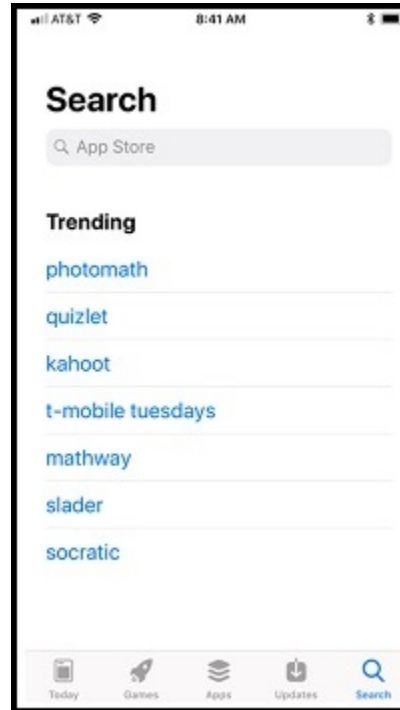 AT&T 8:41 AM
Search
App Store
Trending
photomath
quizlet
kahoot
t-mobile tuesdays
mathway
slader
socratic
Today Games Apps Updates Search